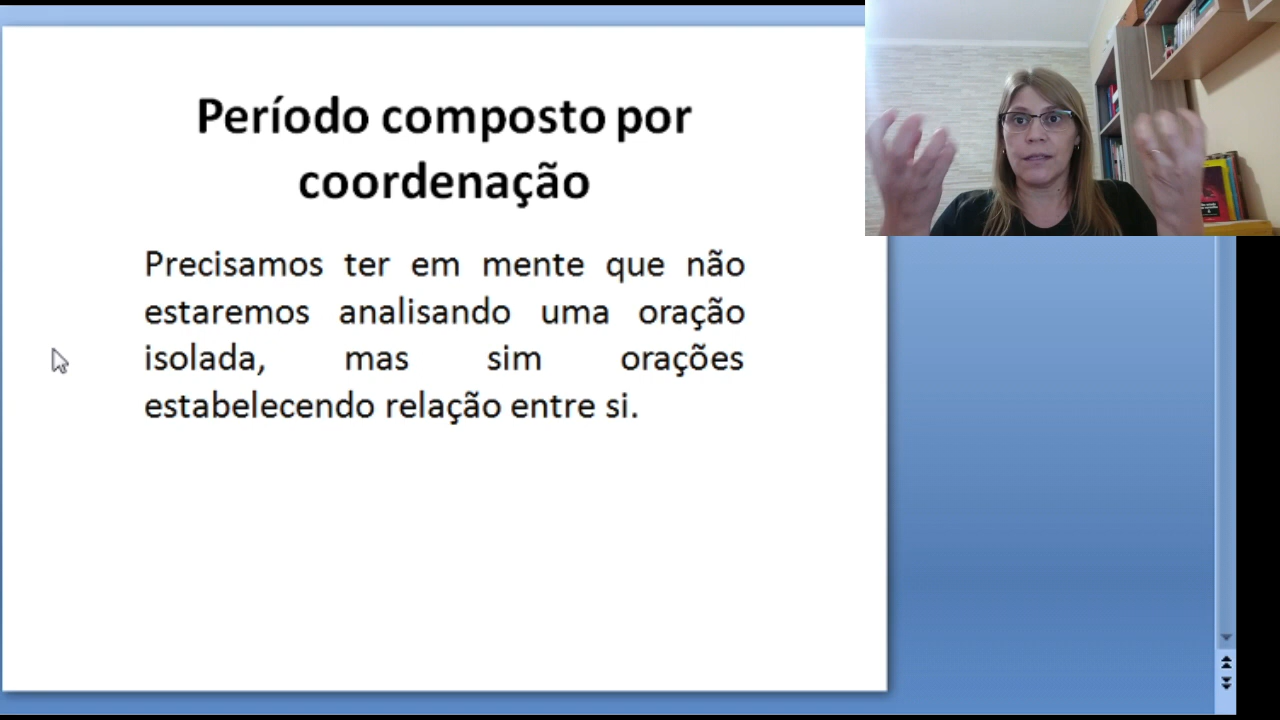 Período composto por
coordenação
Precisamos ter em mente que não
estaremos analisando uma oração
isolada, mas sim orações
estabelecendo relação entre si.